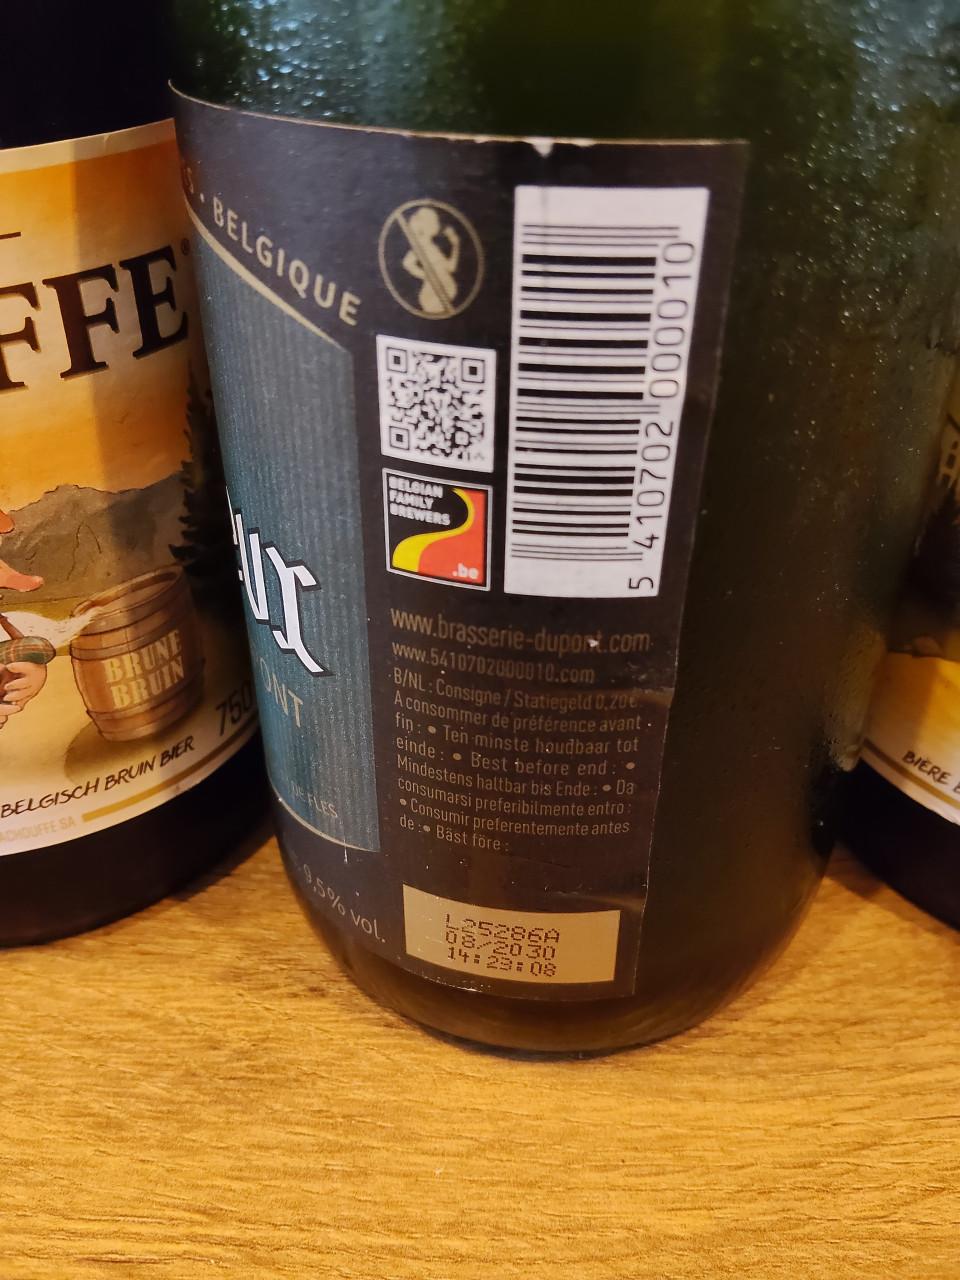 FFE®
BRUNE
BRUIN
750
BELGISCH BRUIN BIER
ACHOUFFE SA
S · BELGIQUE
ONT
9,5% vol.
BELGIAN
FAMILY
BREWERS
.be
5 410702 000010
www.brasserie-dupont.com
www.5410702000010.com
B/NL : Consigne / Statiegeld 0,20€
A consommer de préférence avant
fin : • Ten minste houdbaar tot
einde : • Best before end : •
Mindestens haltbar bis Ende : • Da
consumarsi preferibilmente entro :
• Consumir preferentemente antes
de : • Bäst före :
L25286A
08/2030
14:23:08
BIÈRE B